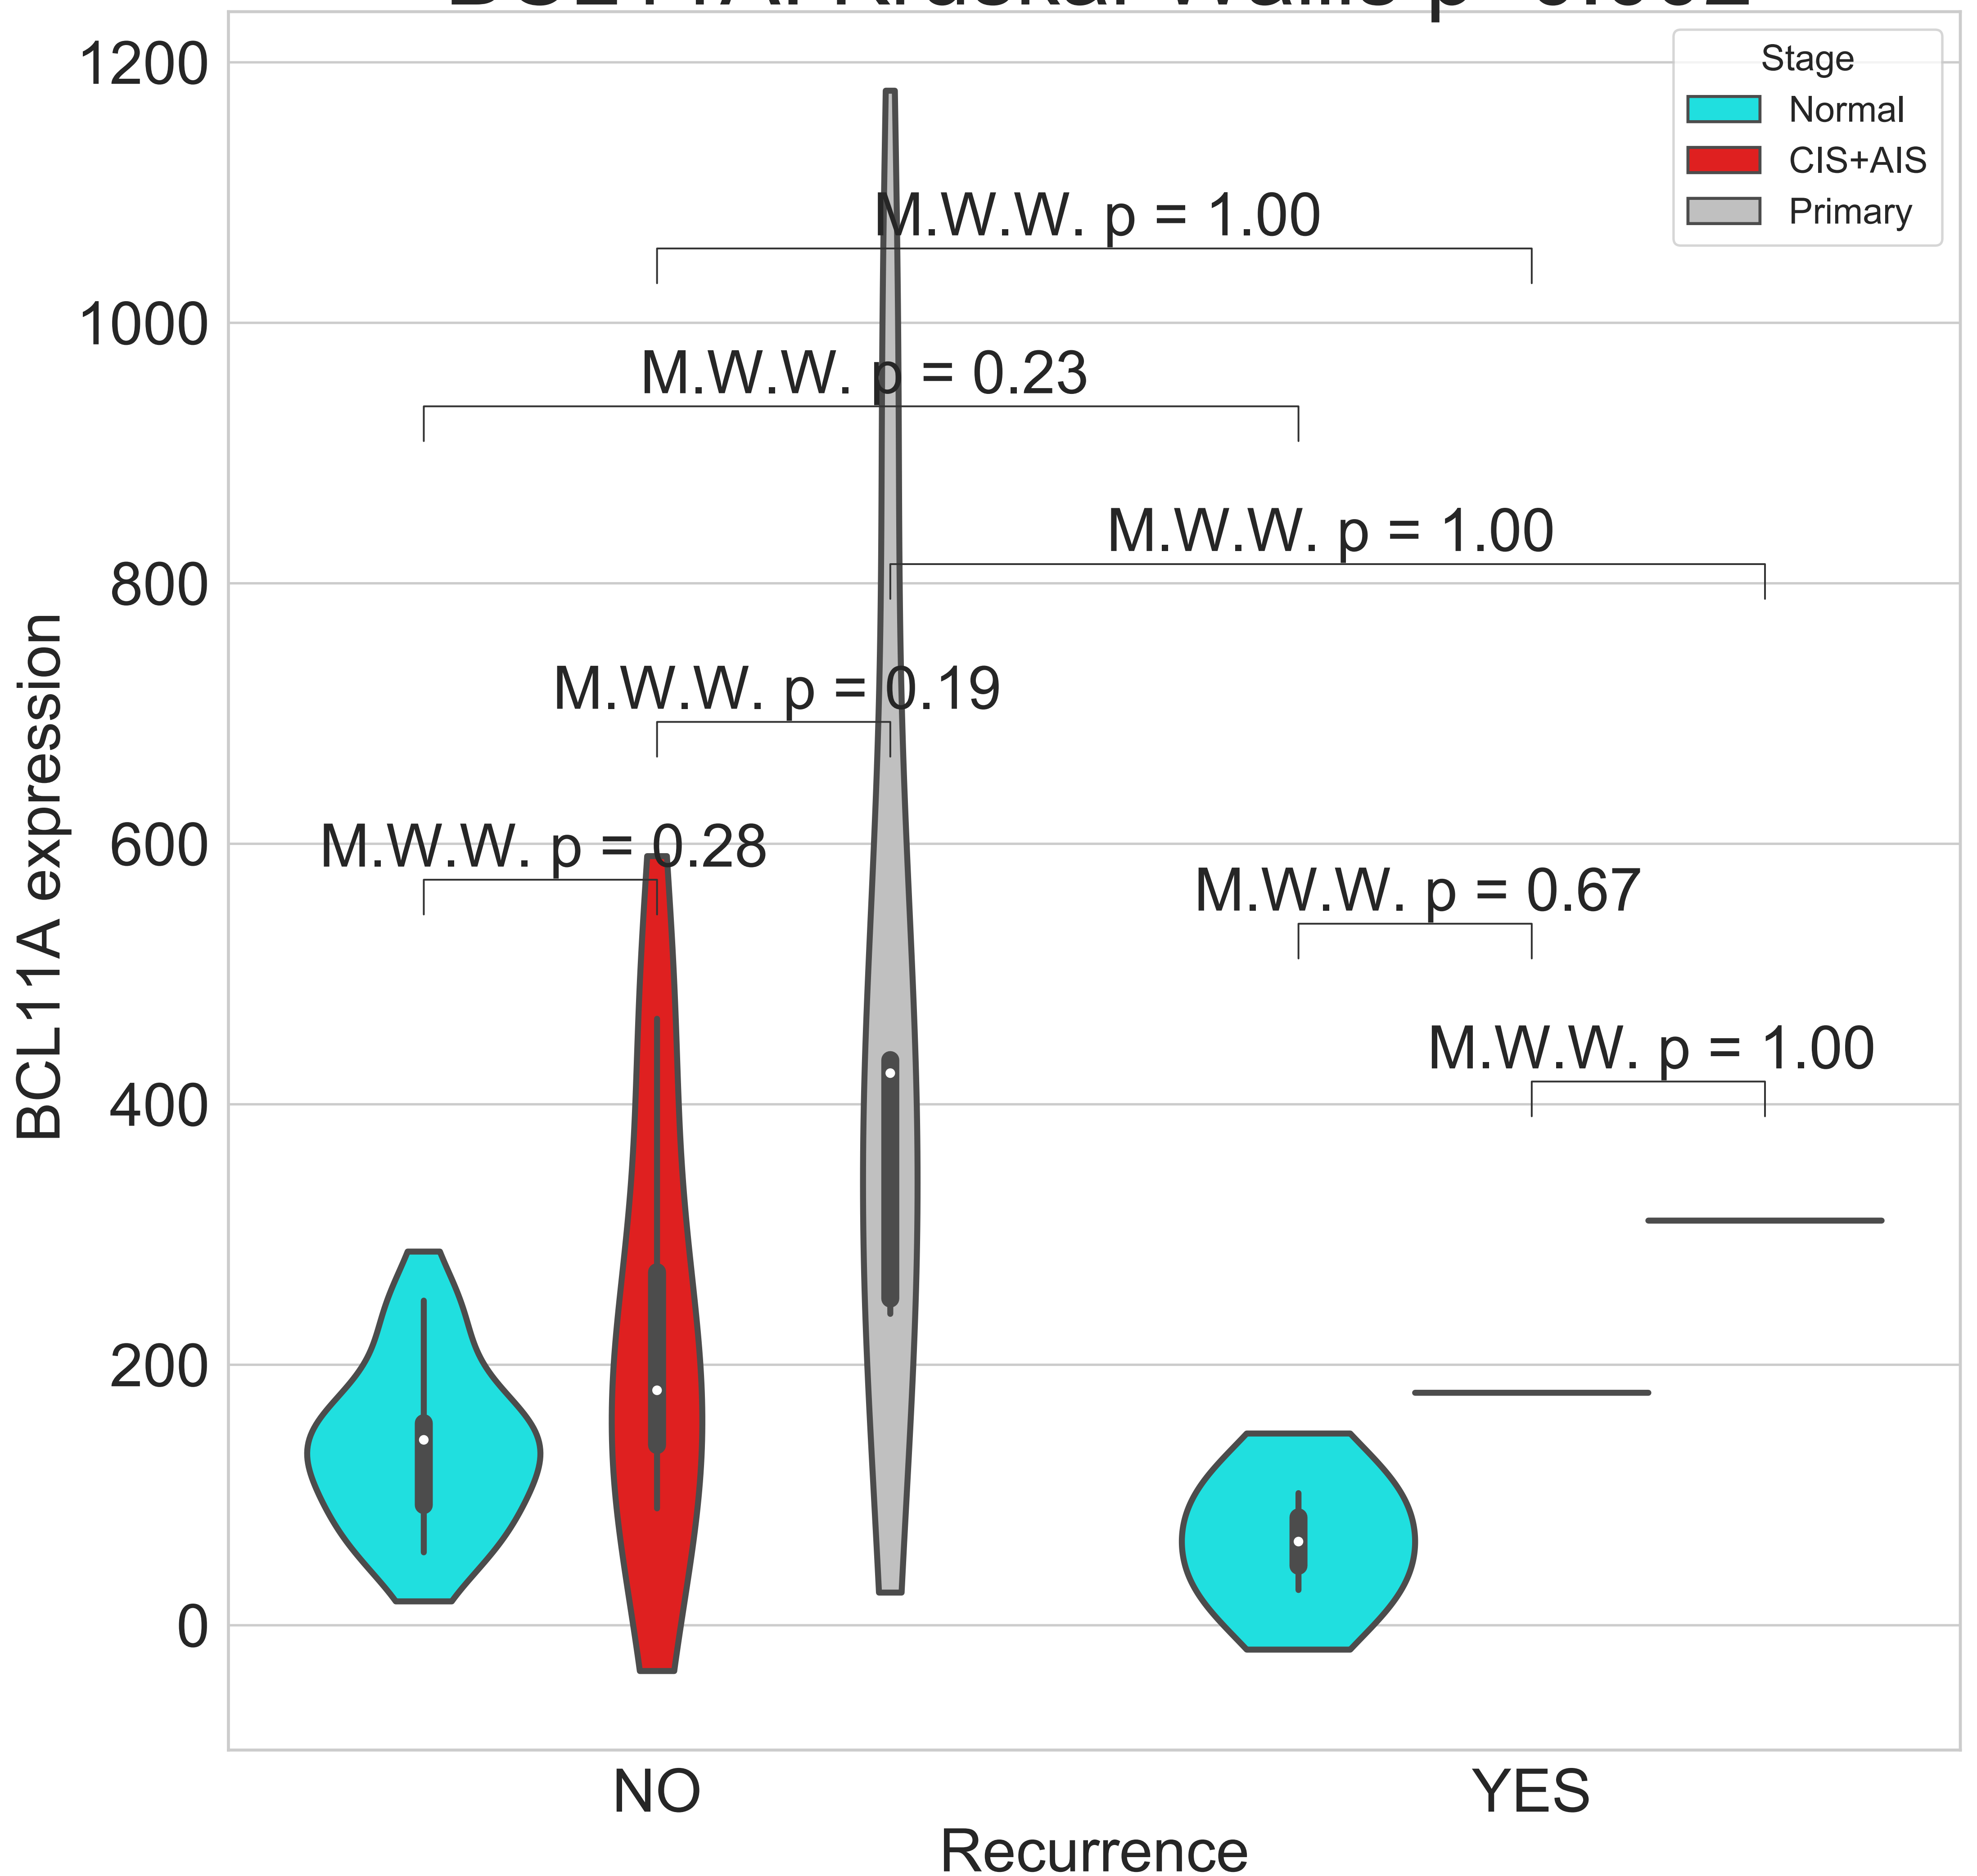 1200
1000
800
600
400
200
0
BCL11A expression
Stage
Normal
CIS+AIS
Primary
M.W.W. p = 1.00
M.W.W. p = 0.23
M.W.W. p = 1.00
M.W.W. p = 0.19
M.W.W. p = 0.28
M.W.W. p = 0.67
M.W.W. p = 1.00
NO
YES
Recurrence